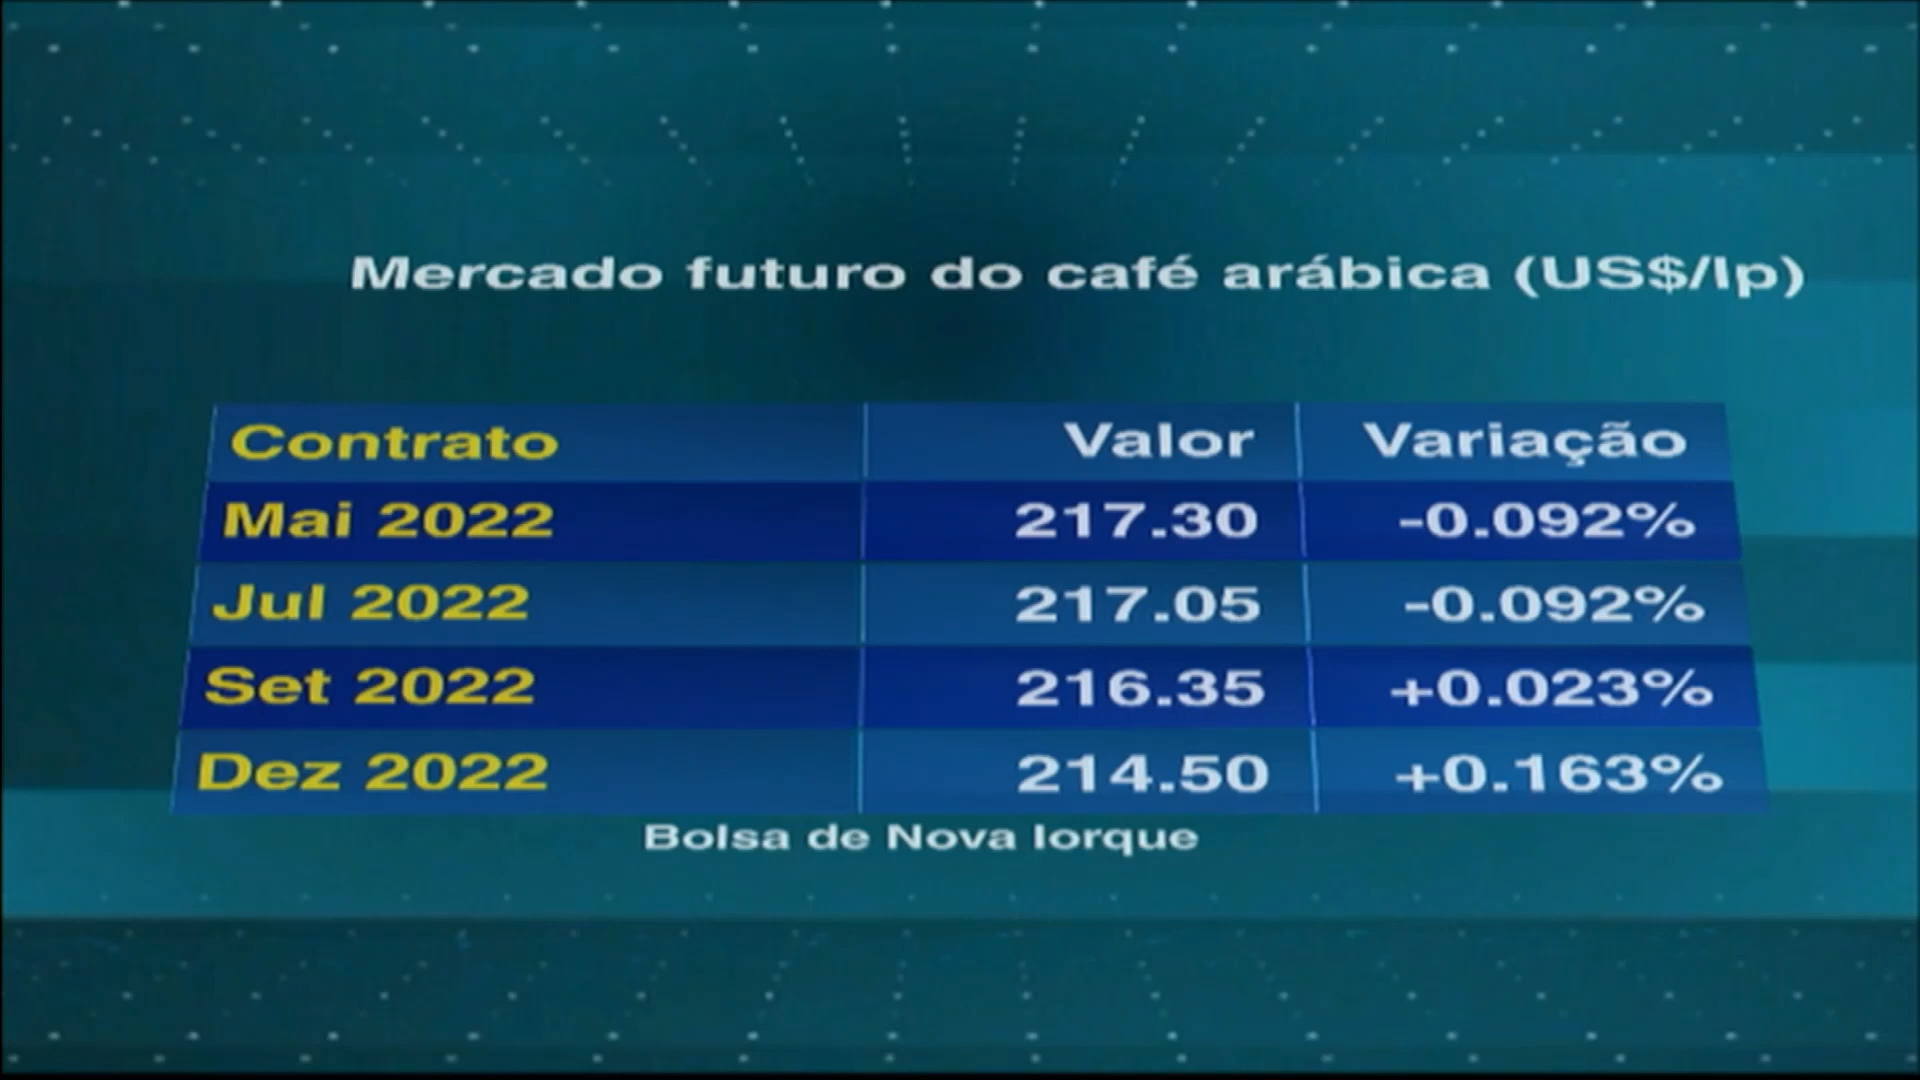 Mercado futuro do café arábica (US$/lp)
Contrato Valor Variação
Mai 2022 217.30 -0.092%
Jul 2022 217.05 -0.092%
Set 2022 216.35 +0.023%
Dez 2022 214.50 +0.163%
Bolsa de Nova Iorque